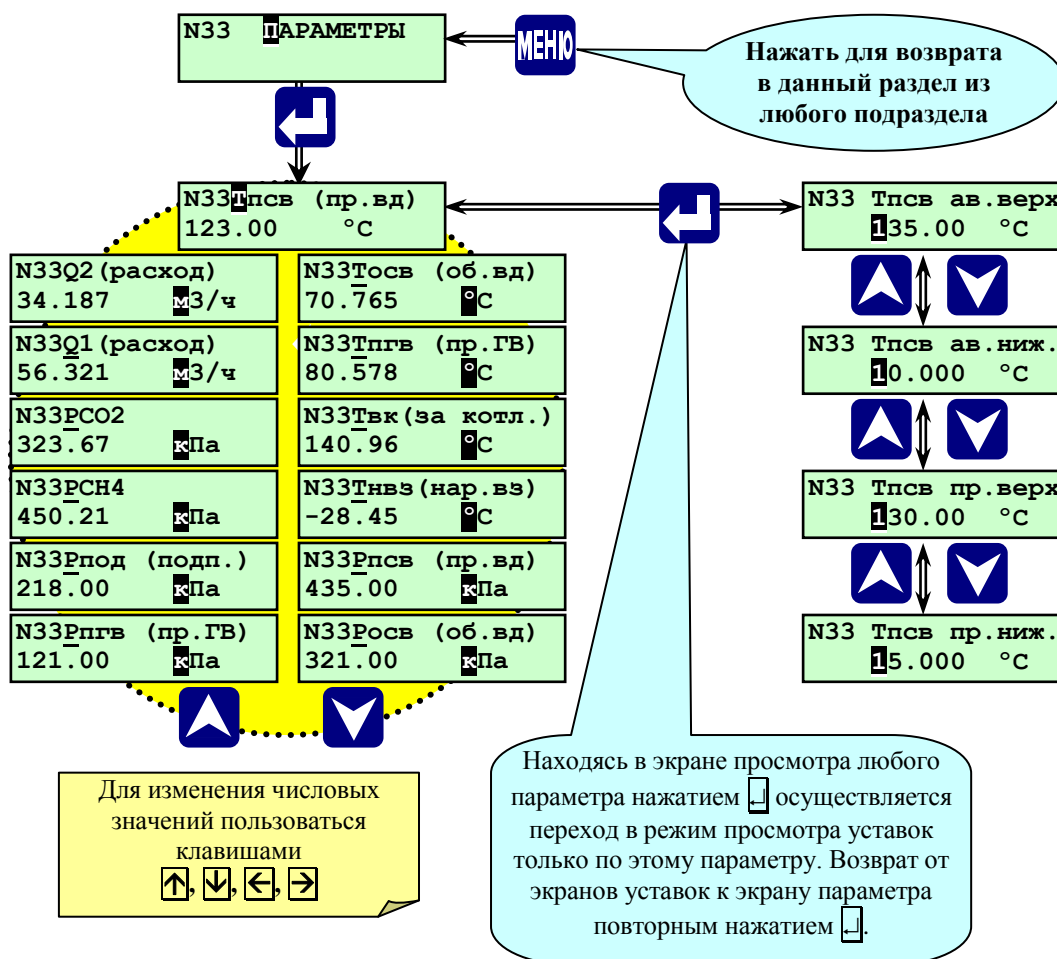 N33 ПАРАМЕТРЫ
МЕНЮ
Нажать для возврата
в данный раздел из
любого подраздела
N33Тпсв (пр.вд)
123.00 °С
N33Q2(расход)
34.187 м3/ч
N33Q1(расход)
56.321 м3/ч
N33РСО2
323.67 кПа
N33РСН4
450.21 кПа
N33Рпод (подп.)
218.00 кПа
N33Рпгв (пр.ГВ)
121.00 кПа
N33Тосв (об.вд)
70.765 °С
N33Тпгв (пр.ГВ)
80.578 °С
N33Твк(за котл.)
140.96 °С
N33Тнвз(нар.вз)
-28.45 °С
N33Рпсв (пр.вд)
435.00 кПа
N33Росв (об.вд)
321.00 кПа
N33 Тпсв ав.верх
135.00 °С
N33 Тпсв ав.ниж.
10.000 °С
N33 Тпсв пр.верх
130.00 °С
N33 Тпсв пр.ниж.
15.000 °С
Для изменения числовых
значений пользоваться
клавишами
↑, ↓, ←, →
Находясь в экране просмотра любого
параметра нажатием ↵ осуществляется
переход в режим просмотра уставок
только по этому параметру. Возврат от
экранов уставок к экрану параметра
повторным нажатием ↵.